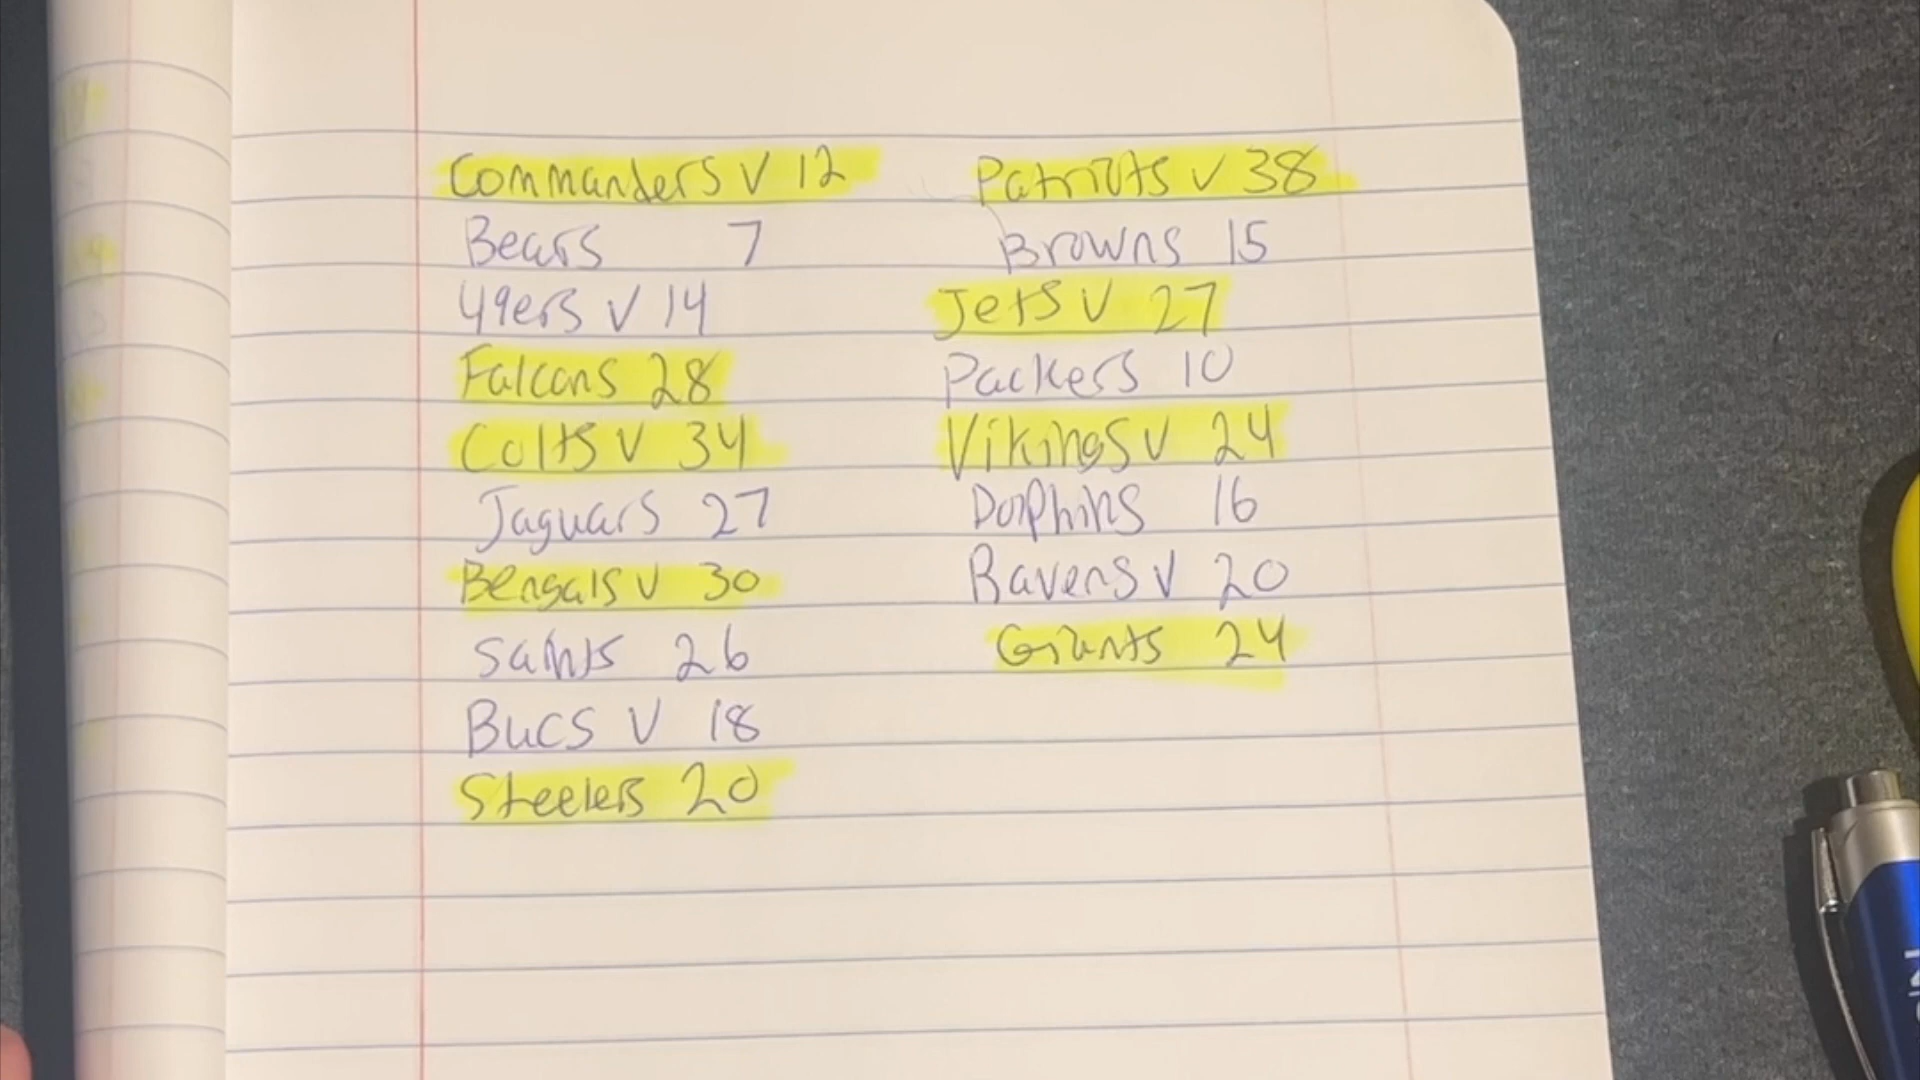 Commanders V 12
Bears 7
49ers V 14
Falcons 28
Colts V 34
Jaguars 27
Bengals V 30
Saints 26
Bucs V 18
Steelers 20
Patriots V 38
Browns 15
Jets V 27
Packers 10
Vikings V 24
Dolphins 16
Ravens V 20
Giants 24